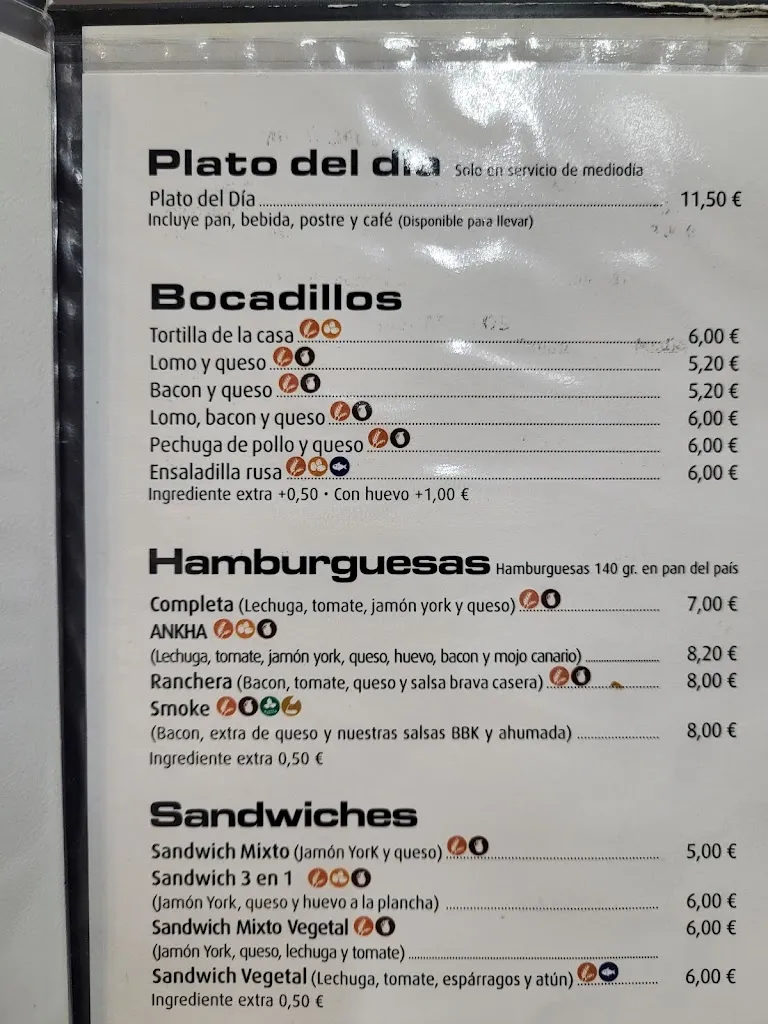 Plato del día Solo en servicio de mediodía
Plato del Día 11,50 €
Incluye pan, bebida, postre y café (Disponible para llevar)
Bocadillos
Tortilla de la casa 6,00 €
Lomo y queso 5,20 €
Bacon y queso 5,20 €
Lomo, bacon y queso 6,00 €
Pechuga de pollo y queso 6,00 €
Ensaladilla rusa 6,00 €
Ingrediente extra +0,50 · Con huevo +1,00 €
Hamburguesas Hamburguesas 140 gr. en pan del país
Completa (Lechuga, tomate, jamón york y queso) 7,00 €
ANKHA
(Lechuga, tomate, jamón york, queso, huevo, bacon y mojo canario) 8,20 €
Ranchera (Bacon, tomate, queso y salsa brava casera) 8,00 €
Smoke
(Bacon, extra de queso y nuestras salsas BBK y ahumada) 8,00 €
Ingrediente extra 0,50 €
Sandwiches
Sandwich Mixto (Jamón YorK y queso) 5,00 €
Sandwich 3 en 1
(Jamón York, queso y huevo a la plancha) 6,00 €
Sandwich Mixto Vegetal 6,00 €
(Jamón York, queso, lechuga y tomate)
Sandwich Vegetal (Lechuga, tomate, espárragos y atún) 6,00 €
Ingrediente extra 0,50 €